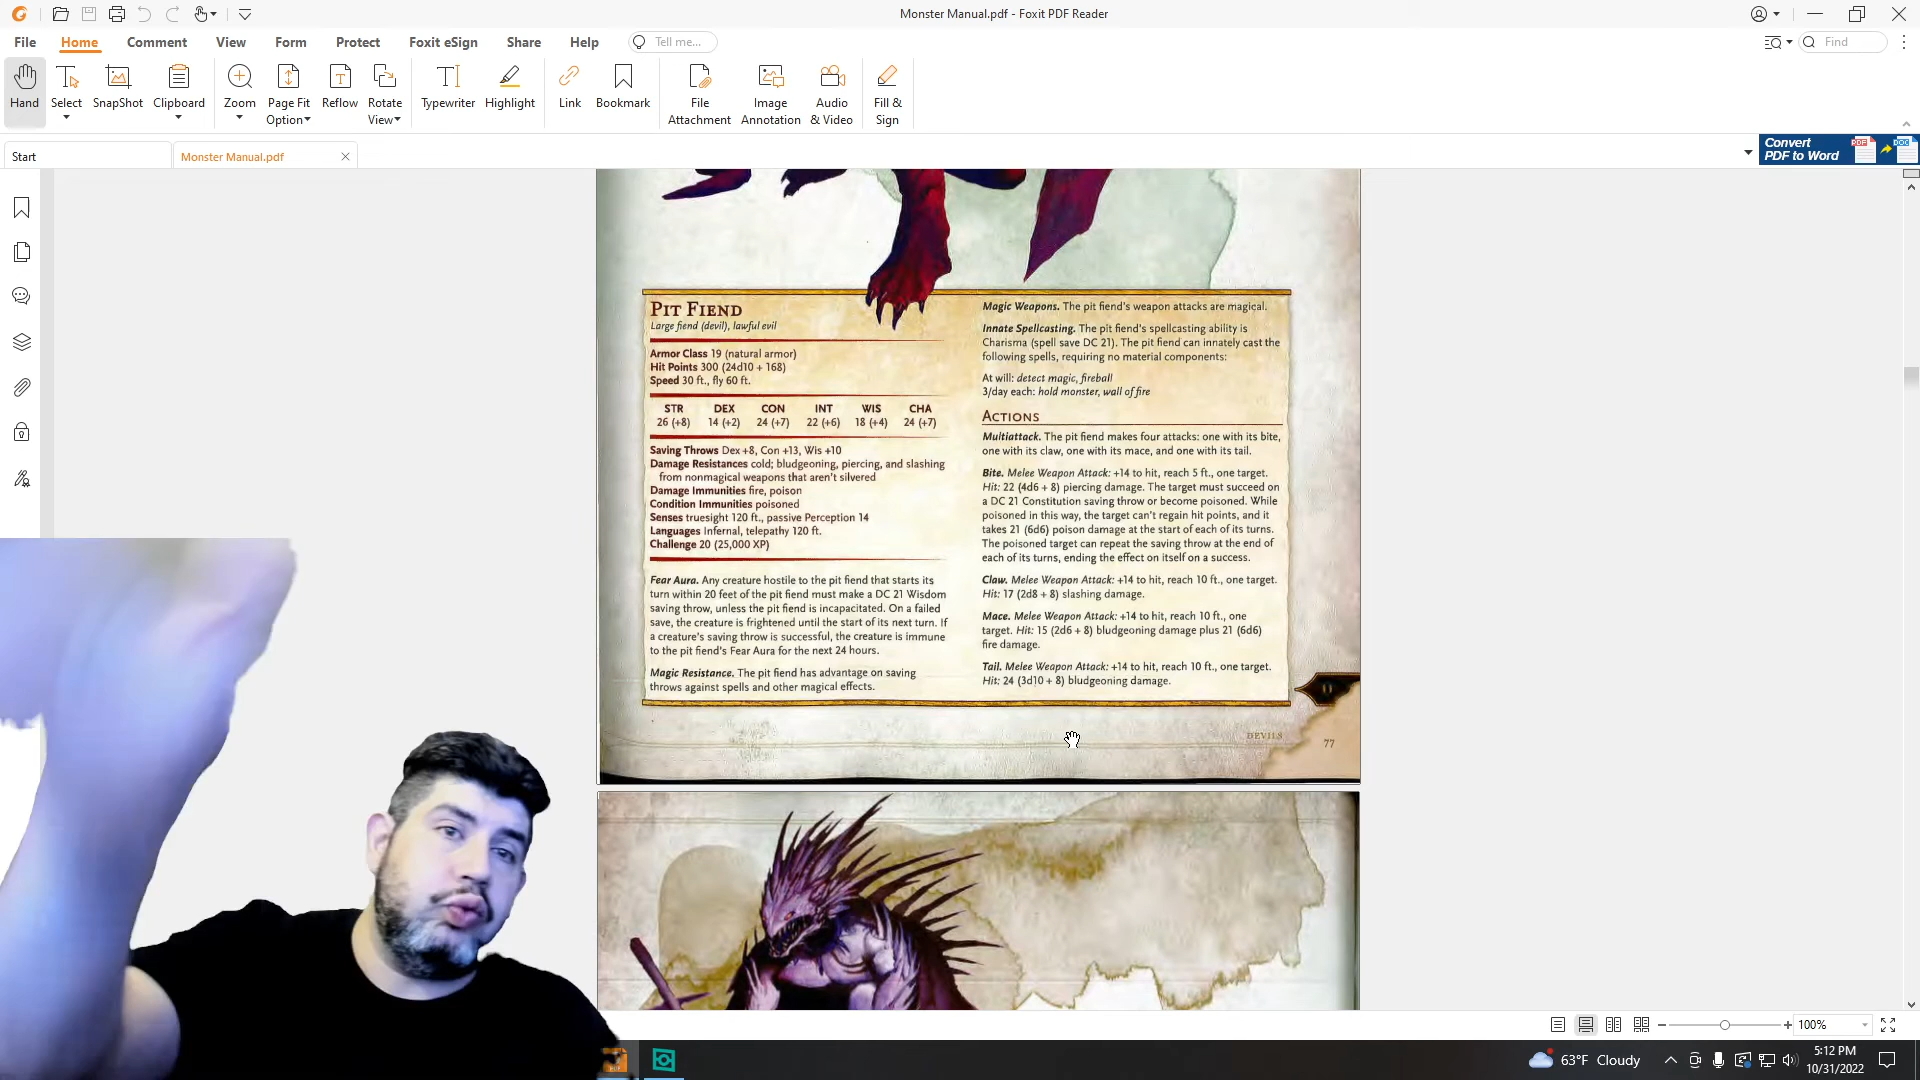 Monster Manual.pdf - Foxit PDF Reader
File Home Comment View Form Protect Foxit eSign Share Help Tell me... Find
Hand Select SnapShot Clipboard Zoom Page Fit Option Reflow Rotate View Typewriter Highlight Link Bookmark File Attachment Image Annotation Audio & Video Fill & Sign
Start Monster Manual.pdf
Convert
PDF to Word
PDF DOC
PIT FIEND
Large fiend (devil), lawful evil
Armor Class 19 (natural armor)
Hit Points 300 (24d10 + 168)
Speed 30 ft., fly 60 ft.
STR DEX CON INT WIS CHA
26 (+8) 14 (+2) 24 (+7) 22 (+6) 18 (+4) 24 (+7)
Saving Throws Dex +8, Con +13, Wis +10
Damage Resistances cold; bludgeoning, piercing, and slashing
from nonmagical weapons that aren't silvered
Damage Immunities fire, poison
Condition Immunities poisoned
Senses truesight 120 ft., passive Perception 14
Languages Infernal, telepathy 120 ft.
Challenge 20 (25,000 XP)
Fear Aura. Any creature hostile to the pit fiend that starts its
turn within 20 feet of the pit fiend must make a DC 21 Wisdom
saving throw, unless the pit fiend is incapacitated. On a failed
save, the creature is frightened until the start of its next turn. If
a creature's saving throw is successful, the creature is immune
to the pit fiend's Fear Aura for the next 24 hours.
Magic Resistance. The pit fiend has advantage on saving
throws against spells and other magical effects.
Magic Weapons. The pit fiend's weapon attacks are magical.
Innate Spellcasting. The pit fiend's spellcasting ability is
Charisma (spell save DC 21). The pit fiend can innately cast the
following spells, requiring no material components:
At will: detect magic, fireball
3/day each: hold monster, wall of fire
ACTIONS
Multiattack. The pit fiend makes four attacks: one with its bite,
one with its claw, one with its mace, and one with its tail.
Bite. Melee Weapon Attack: +14 to hit, reach 5 ft., one target.
Hit: 22 (4d6 + 8) piercing damage. The target must succeed on
a DC 21 Constitution saving throw or become poisoned. While
poisoned in this way, the target can't regain hit points, and it
takes 21 (6d6) poison damage at the start of each of its turns.
The poisoned target can repeat the saving throw at the end of
each of its turns, ending the effect on itself on a success.
Claw. Melee Weapon Attack: +14 to hit, reach 10 ft., one target.
Hit: 17 (2d8 + 8) slashing damage.
Mace. Melee Weapon Attack: +14 to hit, reach 10 ft., one
target. Hit: 15 (2d6 + 8) bludgeoning damage plus 21 (6d6)
fire damage.
Tail. Melee Weapon Attack: +14 to hit, reach 10 ft., one target.
Hit: 24 (3d10 + 8) bludgeoning damage.
DEVILS
77
100%
63°F Cloudy
5:12 PM
10/31/2022